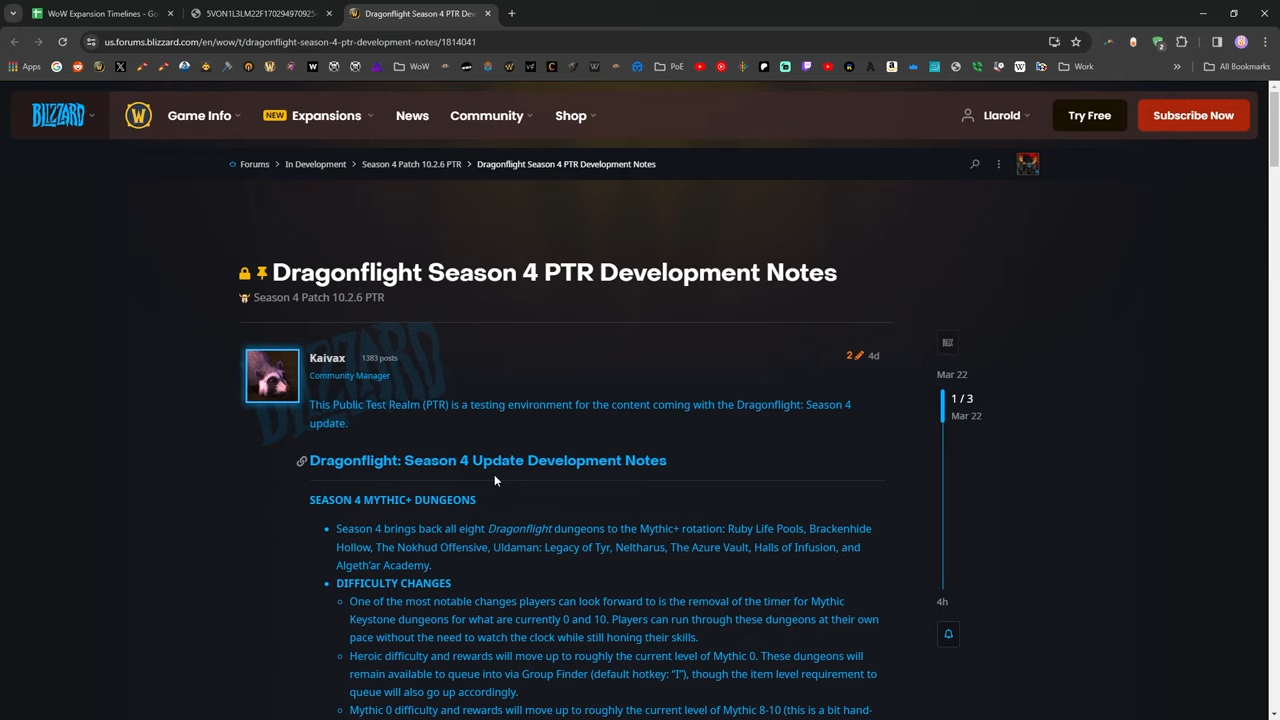 WoW Expansion Timelines - Go
5VON1L3LM22F170294970925
Dragonflight Season 4 PTR Dev
us.forums.blizzard.com/en/wow/t/dragonflight-season-4-ptr-development-notes/1814041
Apps
WoW
PoE
Work
All Bookmarks
BLIZZARD
Game Info
NEW
Expansions
News
Community
Shop
Llarold
Try Free
Subscribe Now
Forums > In Development > Season 4 Patch 10.2.6 PTR > Dragonflight Season 4 PTR Development Notes
Dragonflight Season 4 PTR Development Notes
Season 4 Patch 10.2.6 PTR
BLIZZARD
Kaivax 1383 posts
2 4d
Community Manager
BLIZZ
Mar 22
1 / 3
Mar 22
4h
This Public Test Realm (PTR) is a testing environment for the content coming with the Dragonflight: Season 4
update.
Dragonflight: Season 4 Update Development Notes
SEASON 4 MYTHIC+ DUNGEONS
• Season 4 brings back all eight Dragonflight dungeons to the Mythic+ rotation: Ruby Life Pools, Brackenhide
Hollow, The Nokhud Offensive, Uldaman: Legacy of Tyr, Neltharus, The Azure Vault, Halls of Infusion, and
Algeth'ar Academy.
• DIFFICULTY CHANGES
◦ One of the most notable changes players can look forward to is the removal of the timer for Mythic
Keystone dungeons for what are currently 0 and 10. Players can run through these dungeons at their own
pace without the need to watch the clock while still honing their skills.
◦ Heroic difficulty and rewards will move up to roughly the current level of Mythic 0. These dungeons will
remain available to queue into via Group Finder (default hotkey: "I"), though the item level requirement to
queue will also go up accordingly.
◦ Mythic 0 difficulty and rewards will move up to roughly the current level of Mythic 8-10 (this is a bit hand-